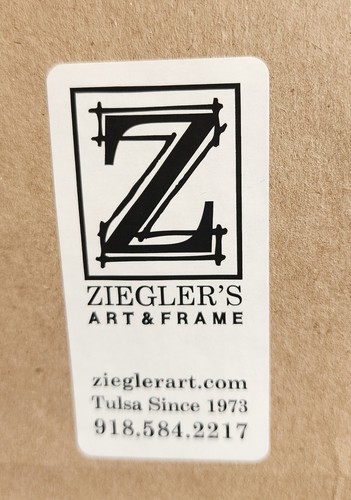 Z
ZIEGLER'S
ART & FRAME
zieglerart.com
Tulsa Since 1973
918.584.2217